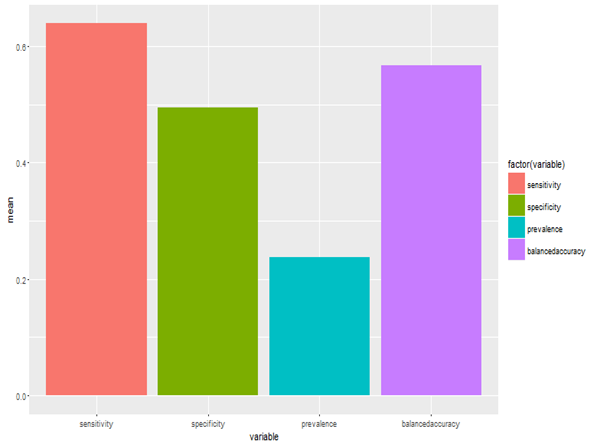 0.6
0.4
0.2
0.0
mean
sensitivity
specificity
prevalence
balancedaccuracy
variable
factor(variable)
sensitivity
specificity
prevalence
balancedaccuracy